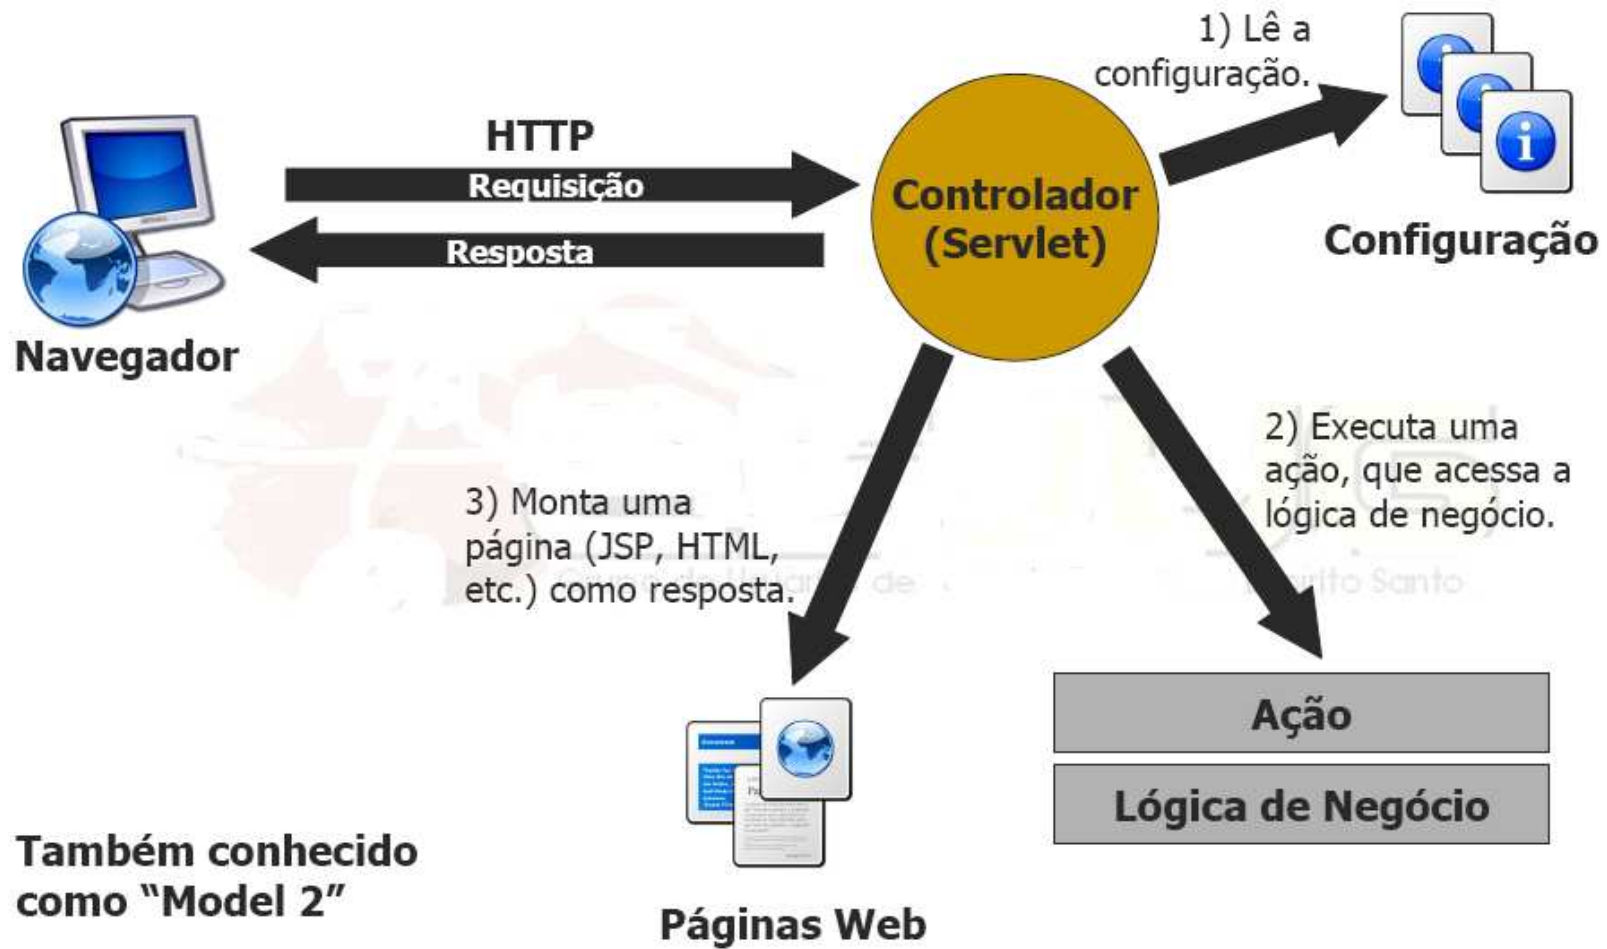 1) Lê a
configuração.
HTTP
Requisição
Resposta
Controlador
(Servlet)
Configuração
Navegador
2) Executa uma
ação, que acessa a
lógica de negócio.
3) Monta uma
página (JSP, HTML,
etc.) como resposta.
Ação
Lógica de Negócio
Também conhecido
como “Model 2”
Páginas Web